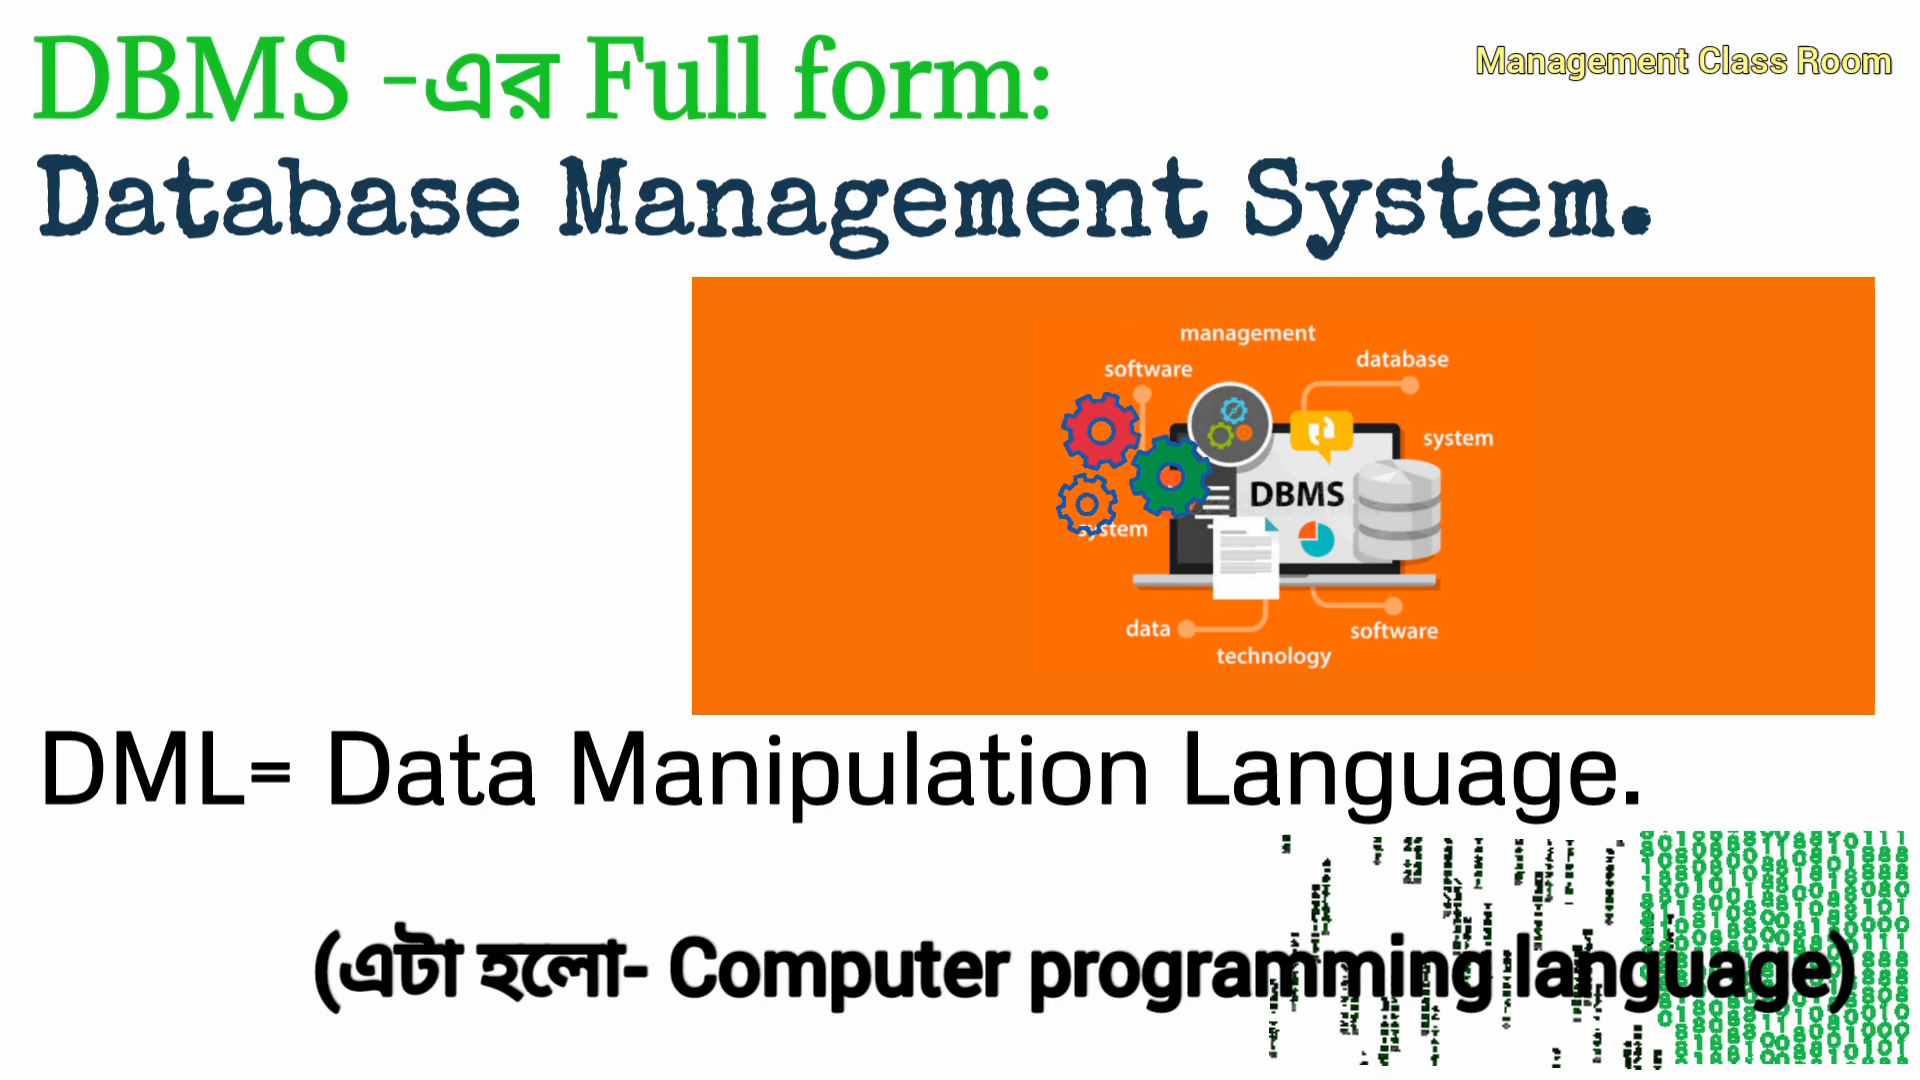 DBMS -এর Full form:
Management Class Room
Database Management System.
management
software
database
system
DBMS
system
data
software
technology
DML= Data Manipulation Language.
(এটা হলো- Computer programming language)